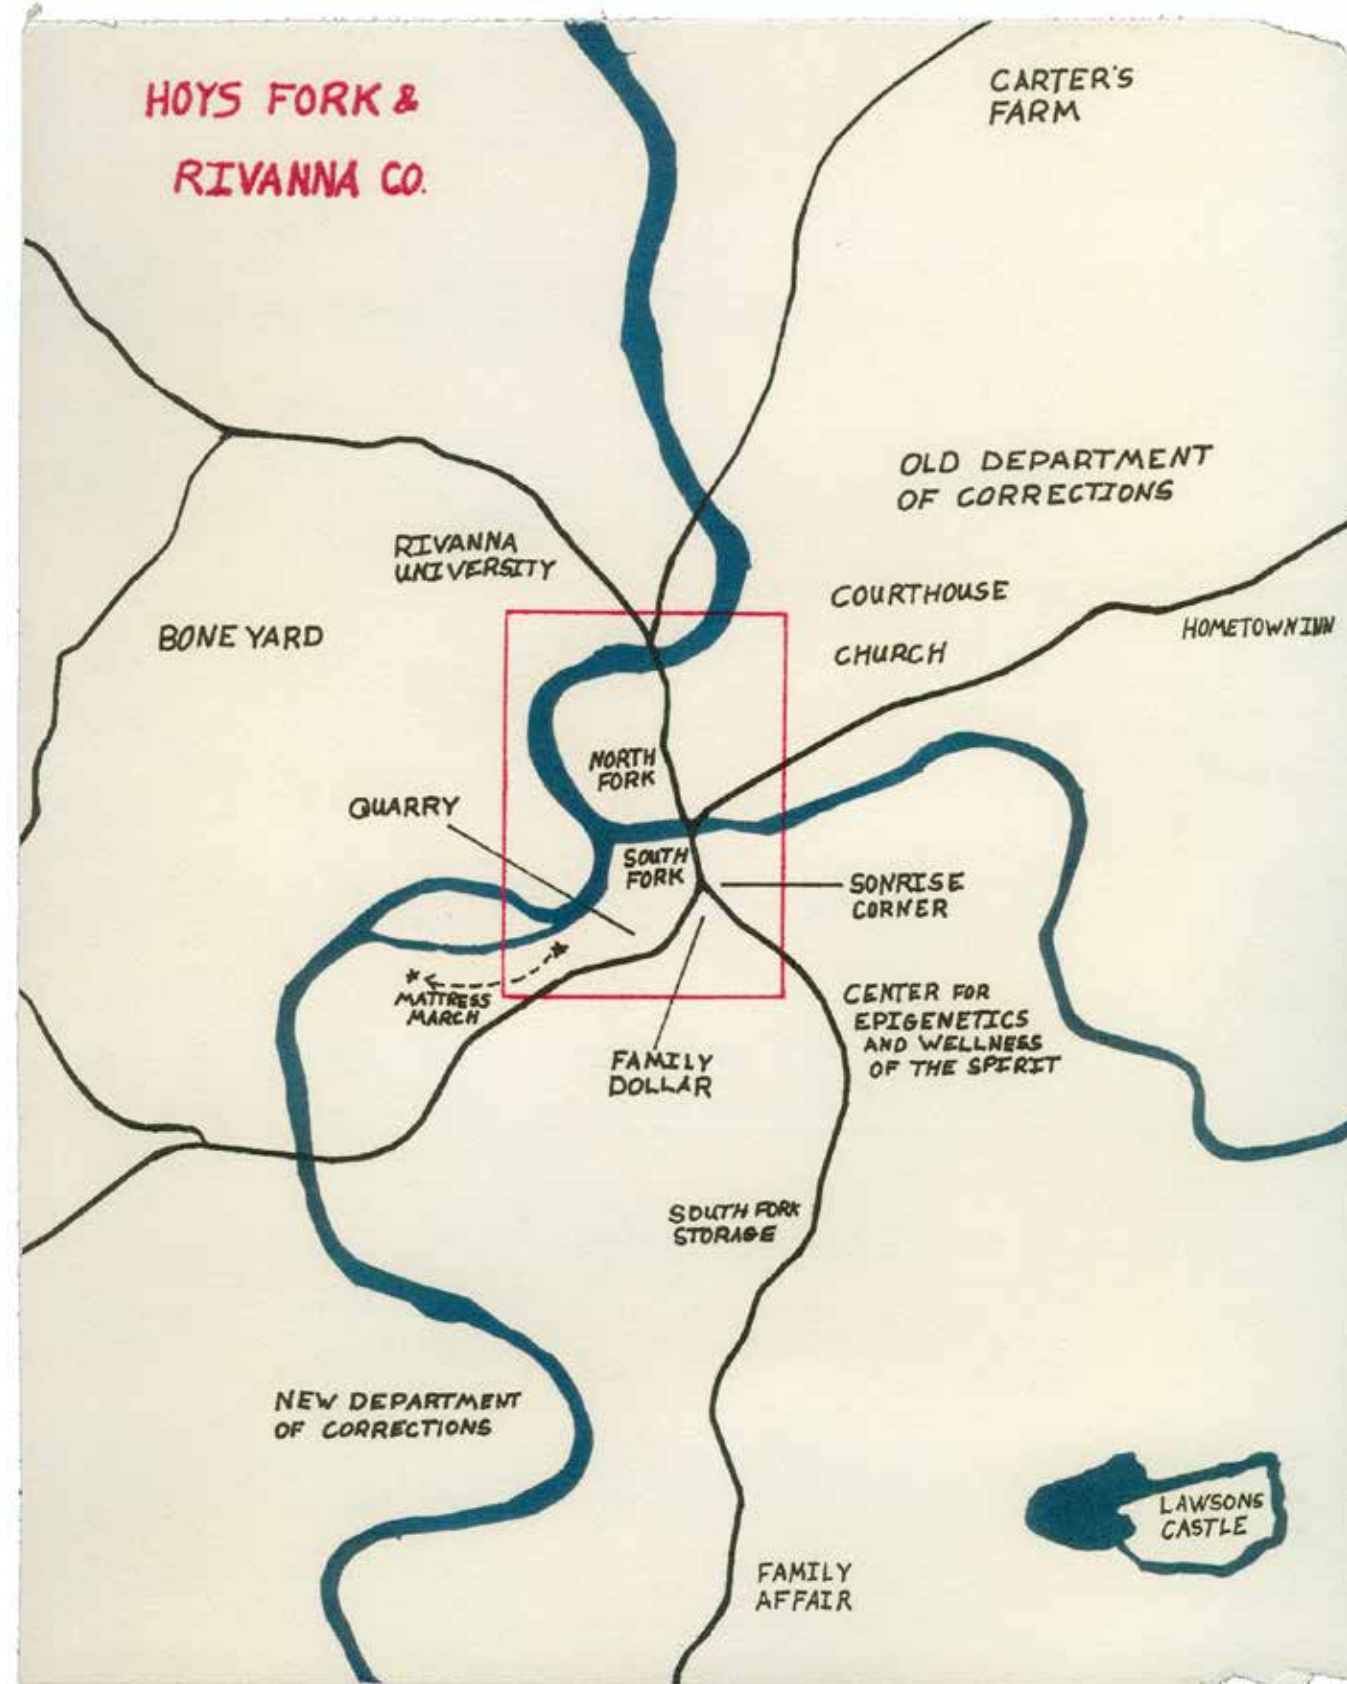 HOYS FORK &
RIVANNA CO.
CARTER'S
FARM
OLD DEPARTMENT
OF CORRECTIONS
RIVANNA
UNIVERSITY
COURTHOUSE
HOMETOWN INN
BONE YARD
CHURCH
NORTH
FORK
QUARRY
SOUTH
FORK
SONRISE
CORNER
MATTRESS
MARCH
CENTER FOR
EPIGENETICS
AND WELLNESS
OF THE SPIRIT
FAMILY
DOLLAR
SOUTH FORK
STORAGE
NEW DEPARTMENT
OF CORRECTIONS
LAWSONS
CASTLE
FAMILY
AFFAIR